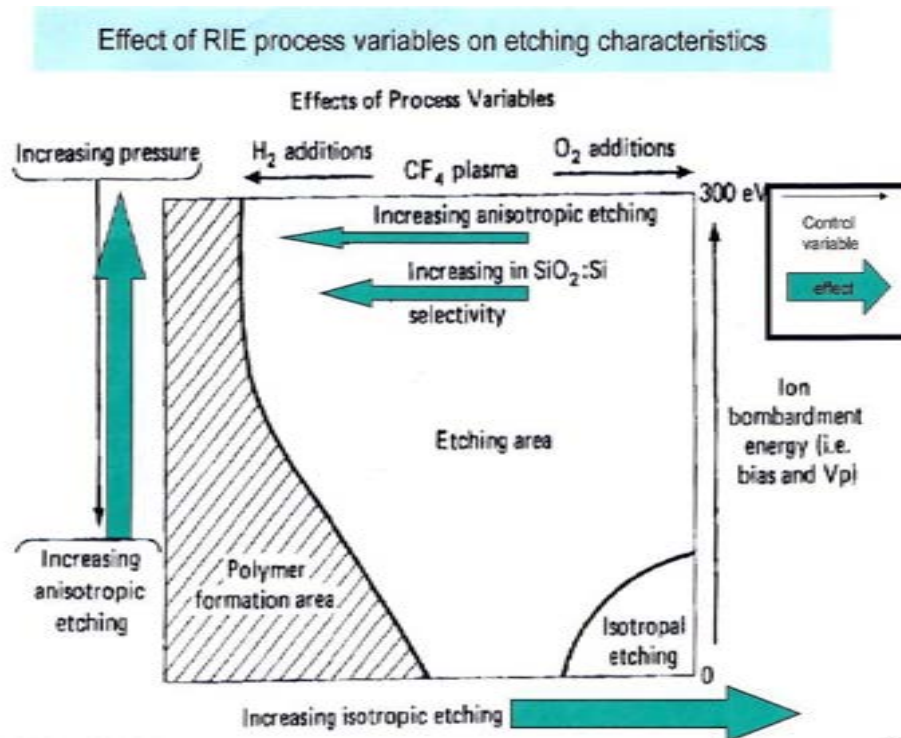 Effect of RIE process variables on etching characteristics
Effects of Process Variables
Increasing pressure
H2 additions
CF4 plasma
O2 additions
300 eV
Control
variable
effect
Increasing anisotropic etching
Increasing in SiO2:Si
selectivity
Etching area
Ion
bombardment
energy (i.e.
bias and Vp)
Increasing
anisotropic
etching
Polymer
formation area
Isotropal
etching
0
Increasing isotropic etching